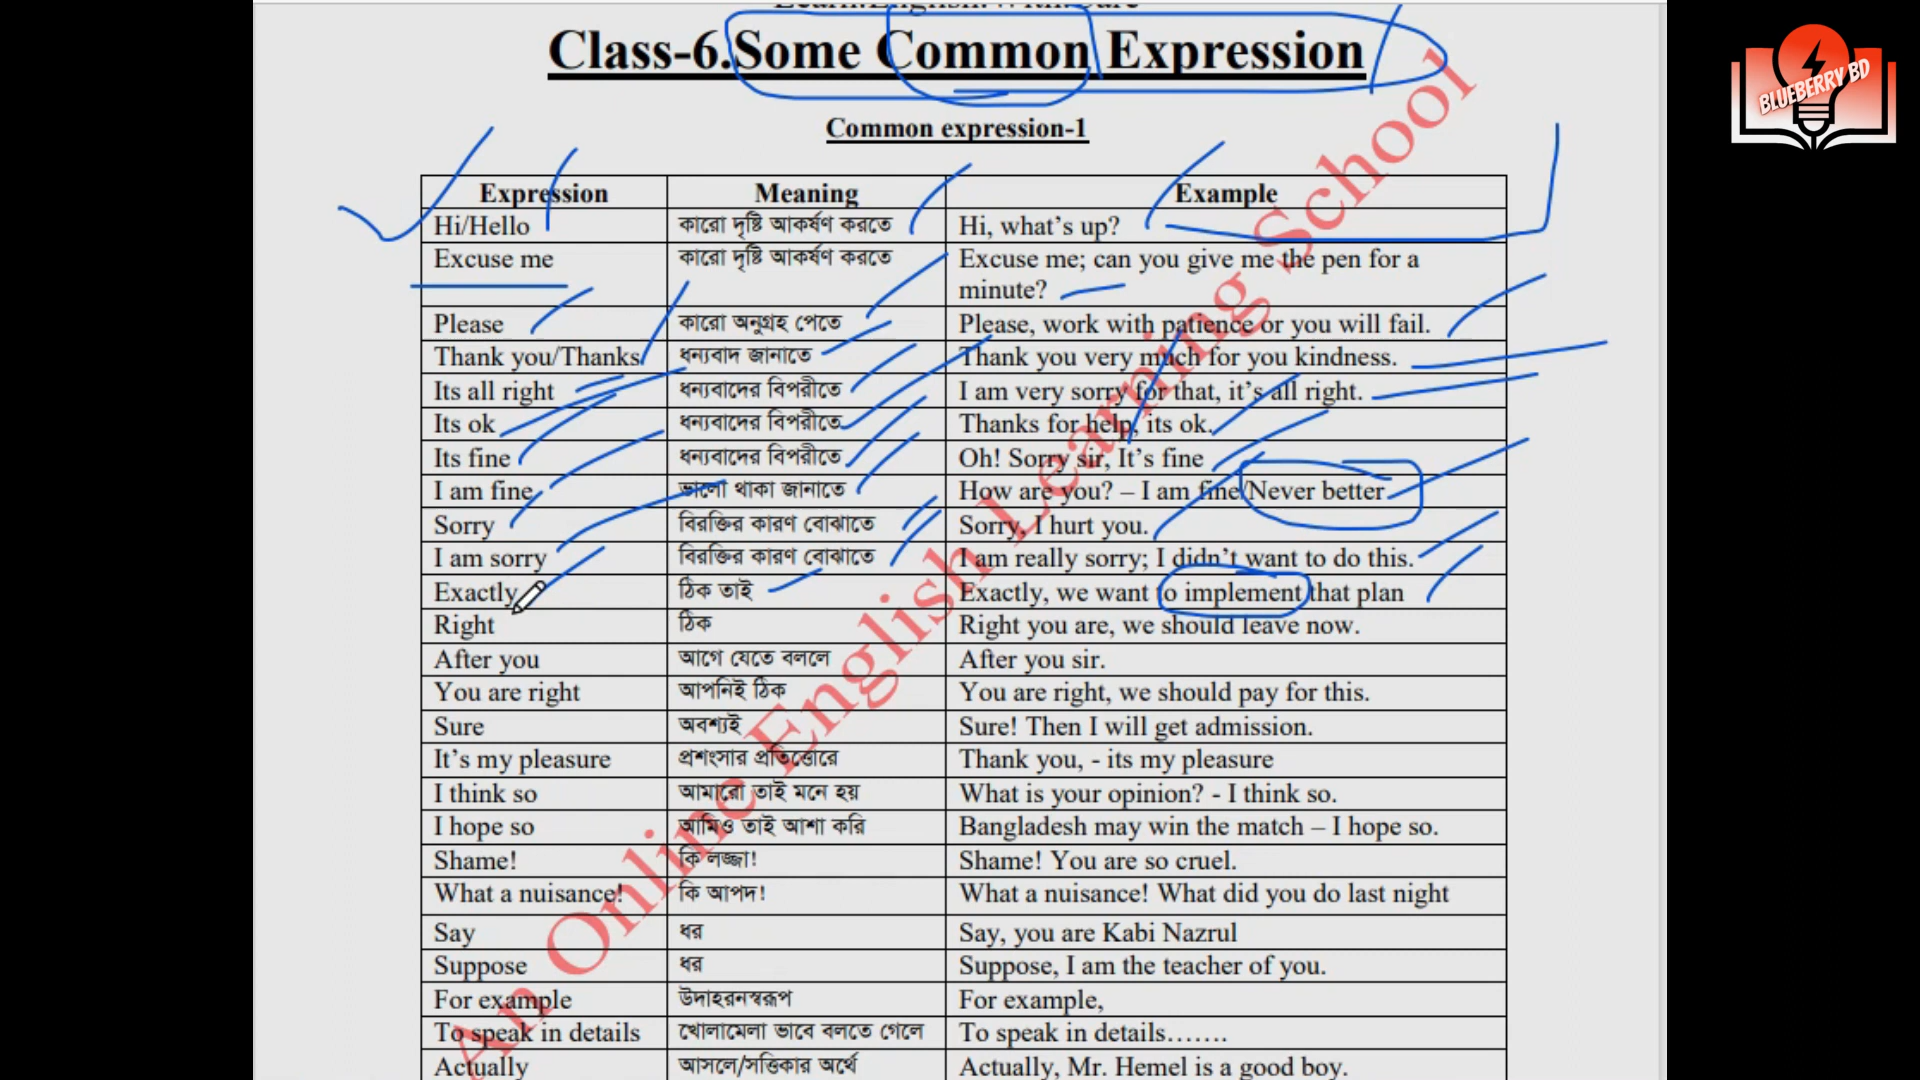 Learn.English.With.Sure
Class-6.Some Common Expression
Common expression-1
Expression Meaning Example
Hi/Hello কারো দৃষ্টি আকর্ষণ করতে Hi, what’s up?
Excuse me কারো দৃষ্টি আকর্ষণ করতে Excuse me; can you give me the pen for a
minute?
Please কারো অনুগ্রহ পেতে Please, work with patience or you will fail.
Thank you/Thanks ধন্যবাদ জানাতে Thank you very much for you kindness.
Its all right ধন্যবাদের বিপরীতে I am very sorry for that, it’s all right.
Its ok ধন্যবাদের বিপরীতে Thanks for help, its ok.
Its fine ধন্যবাদের বিপরীতে Oh! Sorry sir, It’s fine
I am fine ভালো থাকা জানাতে How are you? – I am fine/Never better
Sorry বিরক্তির কারণ বোঝাতে Sorry, I hurt you.
I am sorry বিরক্তির কারণ বোঝাতে I am really sorry; I didn’t want to do this.
Exactly ঠিক তাই Exactly, we want to implement that plan
Right ঠিক Right you are, we should leave now.
After you আগে যেতে বললে After you sir.
You are right আপনিই ঠিক You are right, we should pay for this.
Sure অবশ্যই Sure! Then I will get admission.
It’s my pleasure প্রশংসার প্রতিত্তোরে Thank you, - its my pleasure
I think so আমারো তাই মনে হয় What is your opinion? - I think so.
I hope so আমিও তাই আশা করি Bangladesh may win the match – I hope so.
Shame! কি লজ্জা! Shame! You are so cruel.
What a nuisance! কি আপদ! What a nuisance! What did you do last night
Say ধর Say, you are Kabi Nazrul
Suppose ধর Suppose, I am the teacher of you.
For example উদাহরনস্বরূপ For example,
To speak in details খোলামেলা ভাবে বলতে গেলে To speak in details…….
Actually আসলে/সত্তিকার অর্থে Actually, Mr. Hemel is a good boy.
An Online English Learning School
BLUEBERRY BD